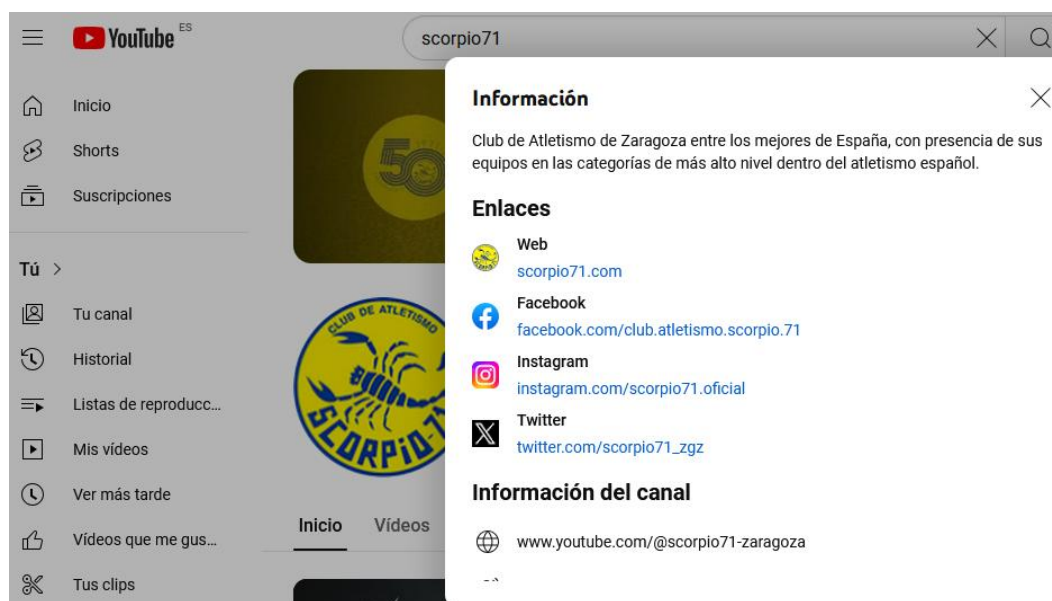 YouTube ES
scorpio71
Inicio
Shorts
Suscripciones
Tú
Tu canal
Historial
Listas de reproducc...
Mis vídeos
Ver más tarde
Vídeos que me gus...
Tus clips
50
CLUB DE ATLETISMO
SCORPIO-71
Inicio Vídeos
Información
Club de Atletismo de Zaragoza entre los mejores de España, con presencia de sus
equipos en las categorías de más alto nivel dentro del atletismo español.
Enlaces
Web
scorpio71.com
Facebook
facebook.com/club.atletismo.scorpio.71
Instagram
instagram.com/scorpio71.oficial
Twitter
twitter.com/scorpio71_zgz
Información del canal
www.youtube.com/@scorpio71-zaragoza